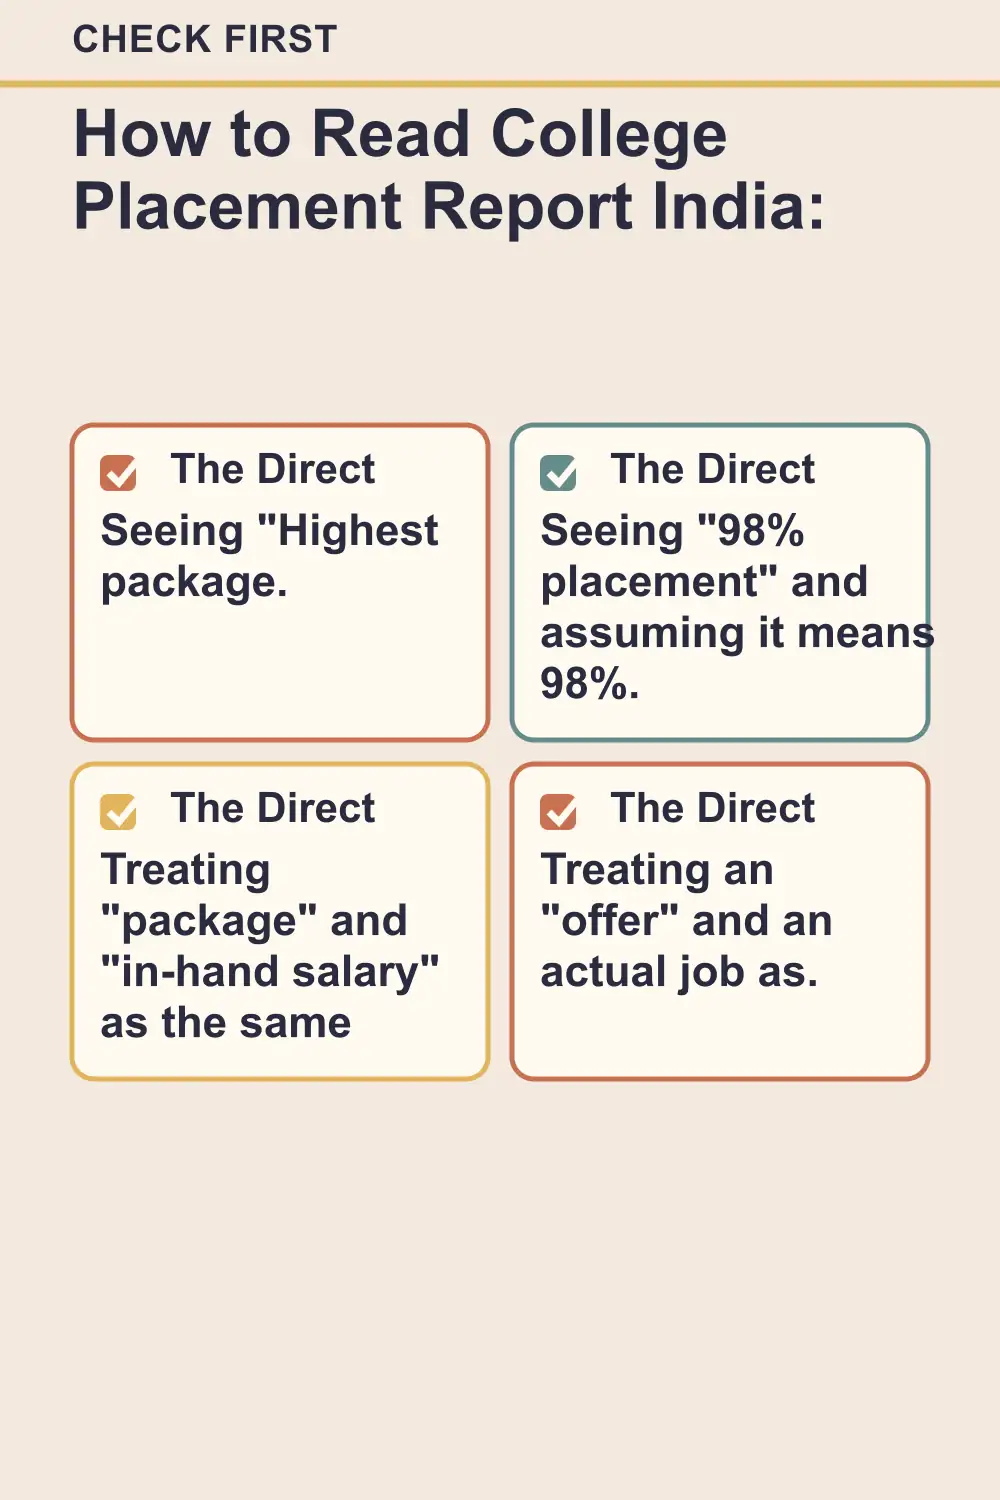 CHECK FIRST
How to Read College
Placement Report India:
The Direct
Seeing "Highest
package.
The Direct
Seeing "98%
placement" and
assuming it means
98%.
The Direct
Treating
"package" and
"in-hand salary"
as the same
The Direct
Treating an
"offer" and an
actual job as.